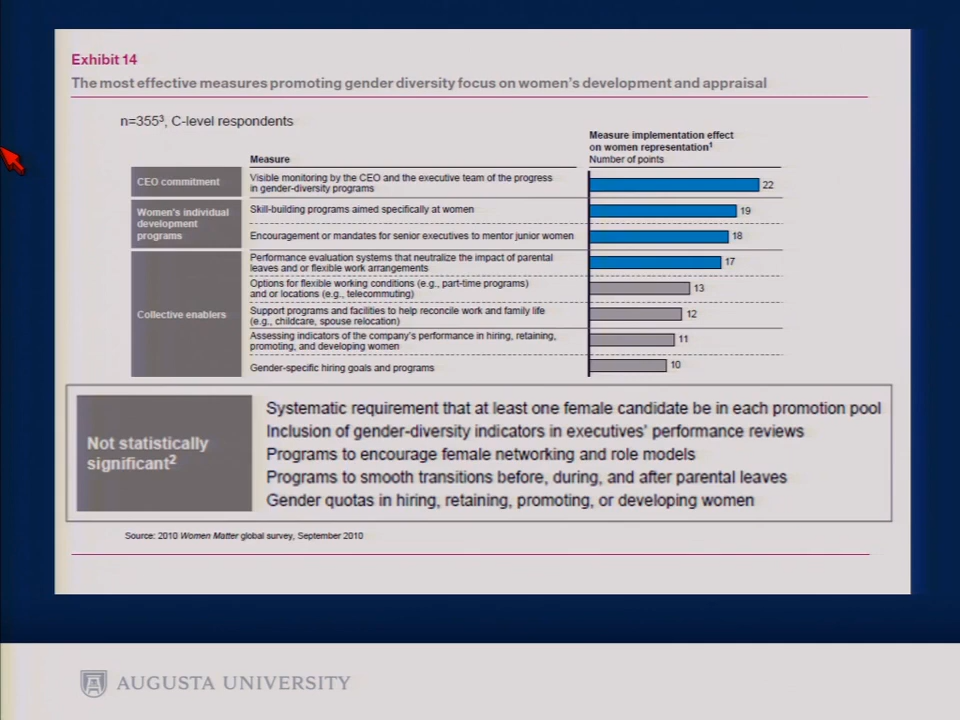 Exhibit 14
The most effective measures promoting gender diversity focus on women's development and appraisal
n=355³, C-level respondents
Measure implementation effect
on women representation¹
Number of points
Measure
CEO commitment
Visible monitoring by the CEO and the executive team of the progress
in gender-diversity programs
22
Women's individual
development
programs
Skill-building programs aimed specifically at women
19
Encouragement or mandates for senior executives to mentor junior women
18
Collective enablers
Performance evaluation systems that neutralize the impact of parental
leaves and or flexible work arrangements
17
Options for flexible working conditions (e.g., part-time programs)
and or locations (e.g., telecommuting)
13
Support programs and facilities to help reconcile work and family life
(e.g., childcare, spouse relocation)
12
Assessing indicators of the company's performance in hiring, retaining,
promoting, and developing women
11
Gender-specific hiring goals and programs
10
Not statistically
significant²
Systematic requirement that at least one female candidate be in each promotion pool
Inclusion of gender-diversity indicators in executives' performance reviews
Programs to encourage female networking and role models
Programs to smooth transitions before, during, and after parental leaves
Gender quotas in hiring, retaining, promoting, or developing women
Source: 2010 Women Matter global survey, September 2010
AUGUSTA UNIVERSITY